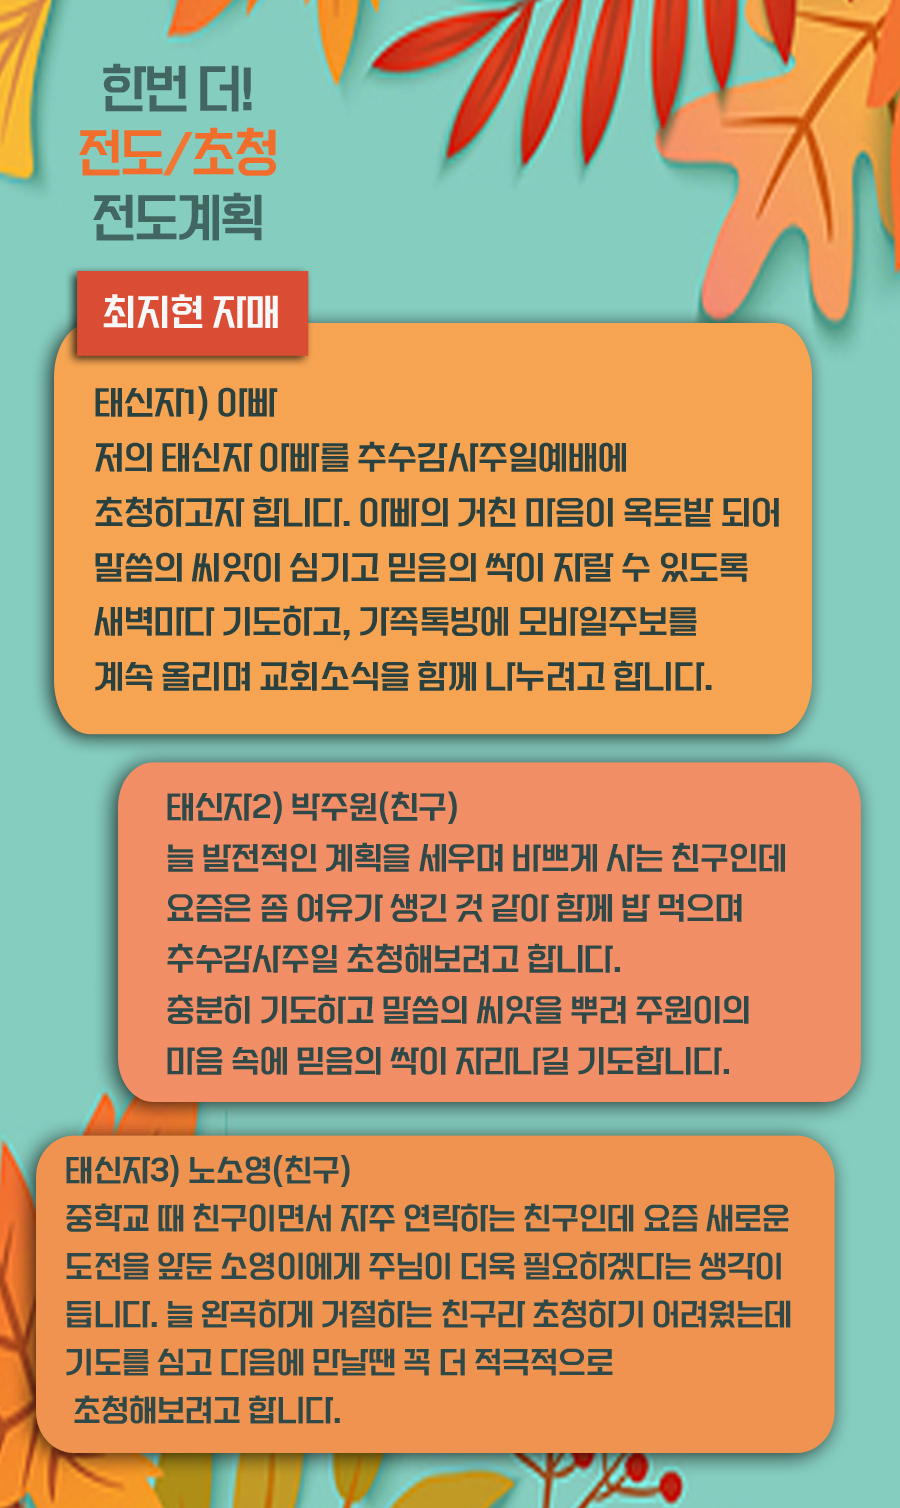 한번 더!
전도/초청
전도계획
최지현 자매
태신자1) 아빠
저의 태신자 아빠를 추수감사주일예배에
초청하고자 합니다. 아빠의 거친 마음이 옥토밭 되어
말씀의 씨앗이 심기고 믿음의 싹이 자랄 수 있도록
새벽마다 기도하고, 가족톡방에 모바일주보를
계속 올리며 교회소식을 함께 나누려고 합니다.
태신자2) 박주원(친구)
늘 발전적인 계획을 세우며 바쁘게 사는 친구인데
요즘은 좀 여유가 생긴 것 같아 함께 밥 먹으며
추수감사주일 초청해보려고 합니다.
충분히 기도하고 말씀의 씨앗을 뿌려 주원이의
마음 속에 믿음의 싹이 자라나길 기도합니다.
태신자3) 노소영(친구)
중학교 때 친구이면서 자주 연락하는 친구인데 요즘 새로운
도전을 앞둔 소영이에게 주님이 더욱 필요하겠다는 생각이
듭니다. 늘 완곡하게 거절하는 친구라 초청하기 어려웠는데
기도를 심고 다음에 만날땐 꼭 더 적극적으로
초청해보려고 합니다.